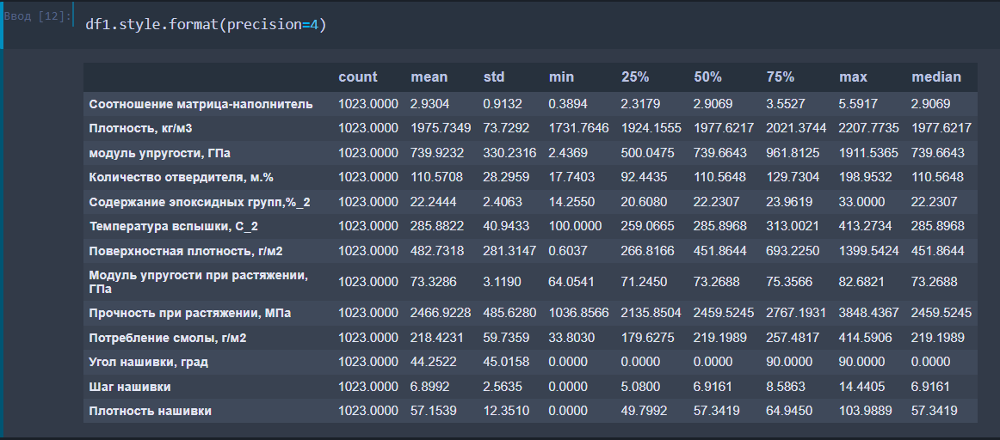 Ввод [12]:
df1.style.format(precision=4)
count mean std min 25% 50% 75% max median
Соотношение матрица-наполнитель 1023.0000 2.9304 0.9132 0.3894 2.3179 2.9069 3.5527 5.5917 2.9069
Плотность, кг/м3 1023.0000 1975.7349 73.7292 1731.7646 1924.1555 1977.6217 2021.3744 2207.7735 1977.6217
модуль упругости, ГПа 1023.0000 739.9232 330.2316 2.4369 500.0475 739.6643 961.8125 1911.5365 739.6643
Количество отвердителя, м.% 1023.0000 110.5708 28.2959 17.7403 92.4435 110.5648 129.7304 198.9532 110.5648
Содержание эпоксидных групп,%_2 1023.0000 22.2444 2.4063 14.2550 20.6080 22.2307 23.9619 33.0000 22.2307
Температура вспышки, С_2 1023.0000 285.8822 40.9433 100.0000 259.0665 285.8968 313.0021 413.2734 285.8968
Поверхностная плотность, г/м2 1023.0000 482.7318 281.3147 0.6037 266.8166 451.8644 693.2250 1399.5424 451.8644
Модуль упругости при растяжении,
ГПа 1023.0000 73.3286 3.1190 64.0541 71.2450 73.2688 75.3566 82.6821 73.2688
Прочность при растяжении, МПа 1023.0000 2466.9228 485.6280 1036.8566 2135.8504 2459.5245 2767.1931 3848.4367 2459.5245
Потребление смолы, г/м2 1023.0000 218.4231 59.7359 33.8030 179.6275 219.1989 257.4817 414.5906 219.1989
Угол нашивки, град 1023.0000 44.2522 45.0158 0.0000 0.0000 0.0000 90.0000 90.0000 0.0000
Шаг нашивки 1023.0000 6.8992 2.5635 0.0000 5.0800 6.9161 8.5863 14.4405 6.9161
Плотность нашивки 1023.0000 57.1539 12.3510 0.0000 49.7992 57.3419 64.9450 103.9889 57.3419